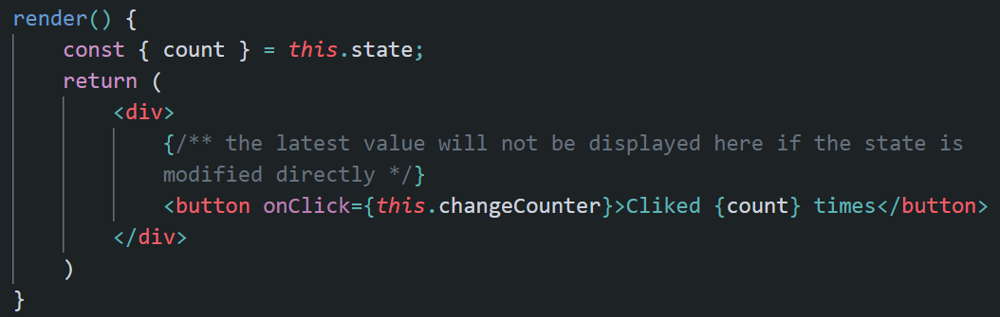 render() {
const { count } = this.state;
return (
<div>
{/** the latest value will not be displayed here if the state is
modified directly */}
<button onClick={this.changeCounter}>Cliked {count} times</button>
</div>
)
}